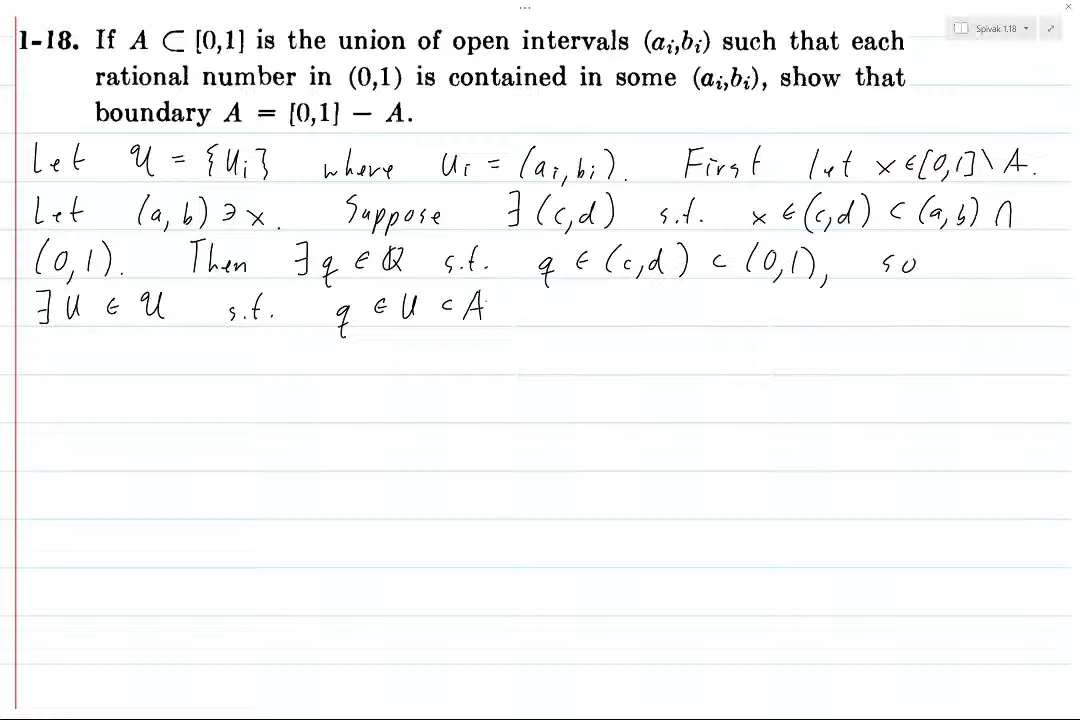 ...
Spivak 1.18
1-18. If A ⊂ [0,1] is the union of open intervals (aᵢ,bᵢ) such that each
rational number in (0,1) is contained in some (aᵢ,bᵢ), show that
boundary A = [0,1] − A.
Let 𝒰 = {Uᵢ} where Uᵢ = (aᵢ, bᵢ). First let x ∈ [0,1] \ A.
Let (a, b) ∋ x. Suppose ∃ (c,d) s.t. x ∈ (c,d) ⊂ (a,b) ∩
(0,1). Then ∃ q ∈ ℚ s.t. q ∈ (c,d) ⊂ (0,1), so
∃ U ∈ 𝒰 s.t. q ∈ U ⊂ A